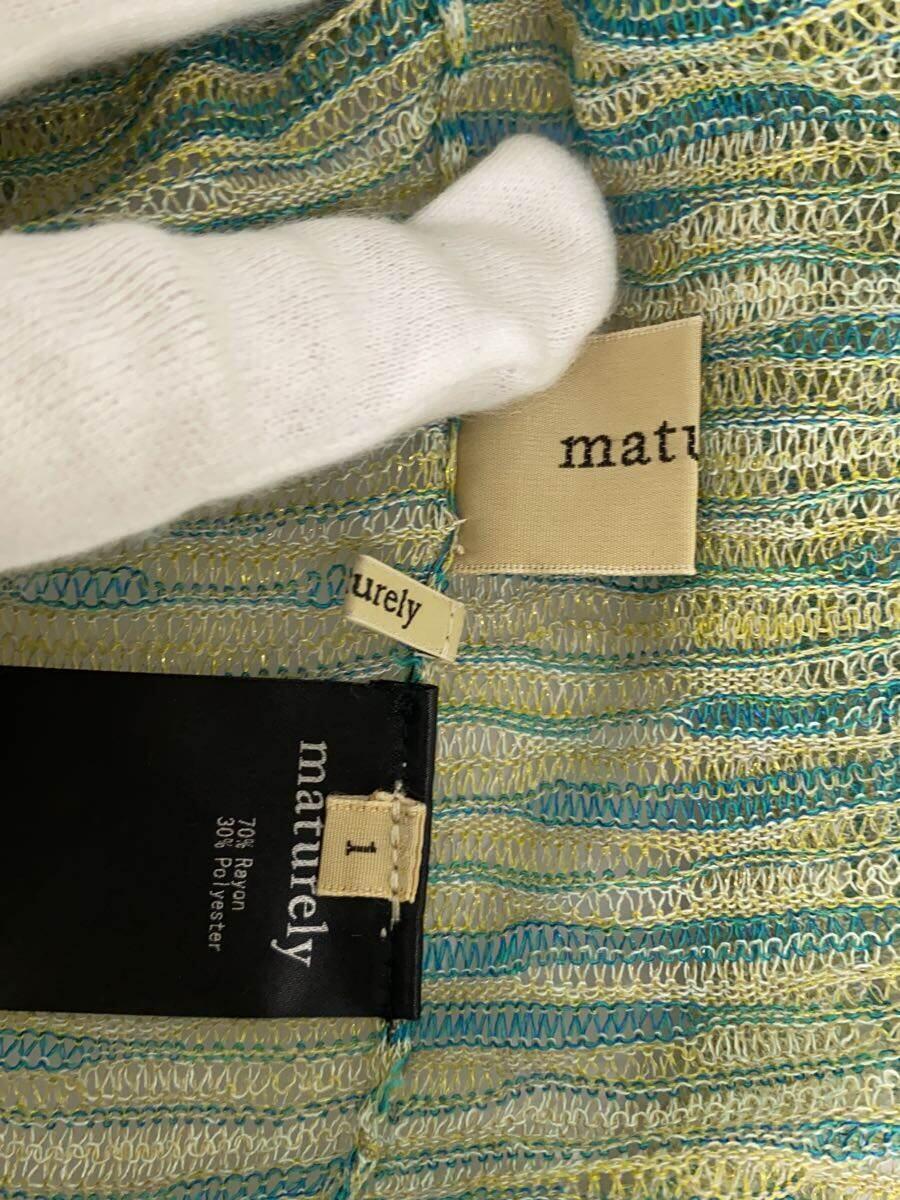 matu
urely
maturely
1
70% Rayon
30% Polyester